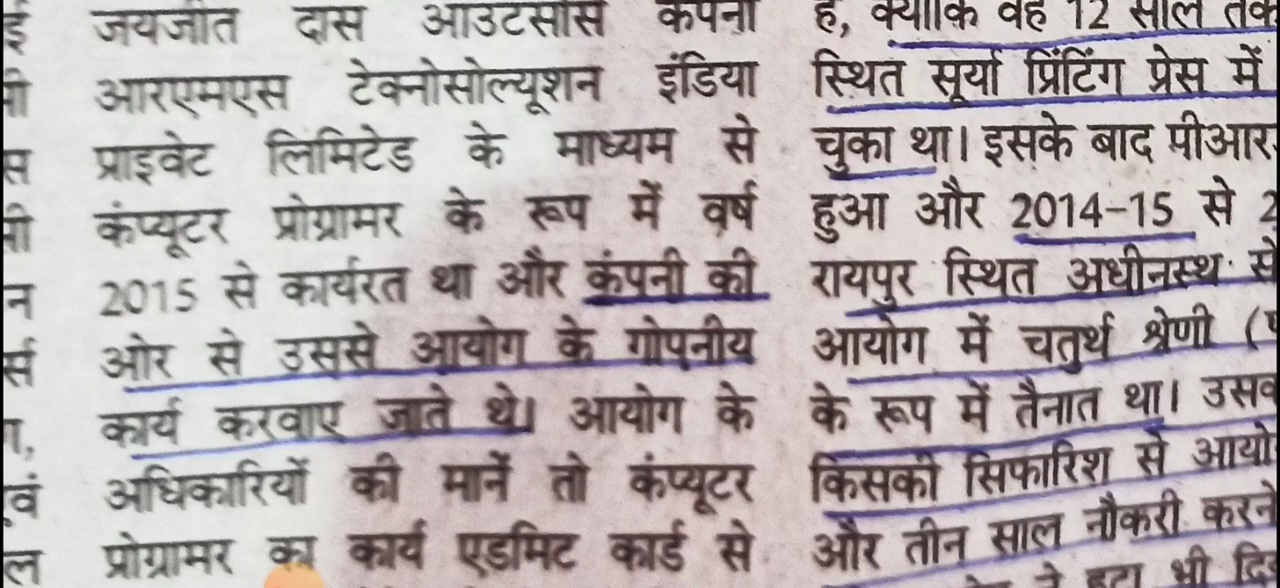 ई
पी
स
नी
न
र्स
ा,
वं
ल
जयजीत दास आउटसोर्स कंपनी
आरएमएस टेक्नोसोल्यूशन इंडिया
प्राइवेट लिमिटेड के माध्यम से
कंप्यूटर प्रोग्रामर के रूप में वर्ष
2015 से कार्यरत था और कंपनी की
ओर से उससे आयोग के गोपनीय
कार्य करवाए जाते थे। आयोग के
अधिकारियों की मानें तो कंप्यूटर
प्रोग्रामर का कार्य एडमिट कार्ड से
है, क्योंकि वह 12 साल तक
स्थित सूर्या प्रिंटिंग प्रेस में
चुका था। इसके बाद पीआर
हुआ और 2014-15 से 2
रायपुर स्थित अधीनस्थ से
आयोग में चतुर्थ श्रेणी (
के रूप में तैनात था। उसक
किसकी सिफारिश से आयो
और तीन साल नौकरी करने
भी